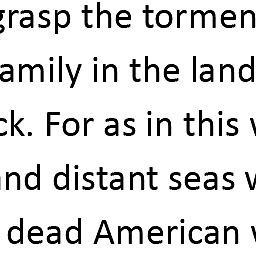 grasp the tormen
amily in the land
ck. For as in this
nd distant seas
dead American